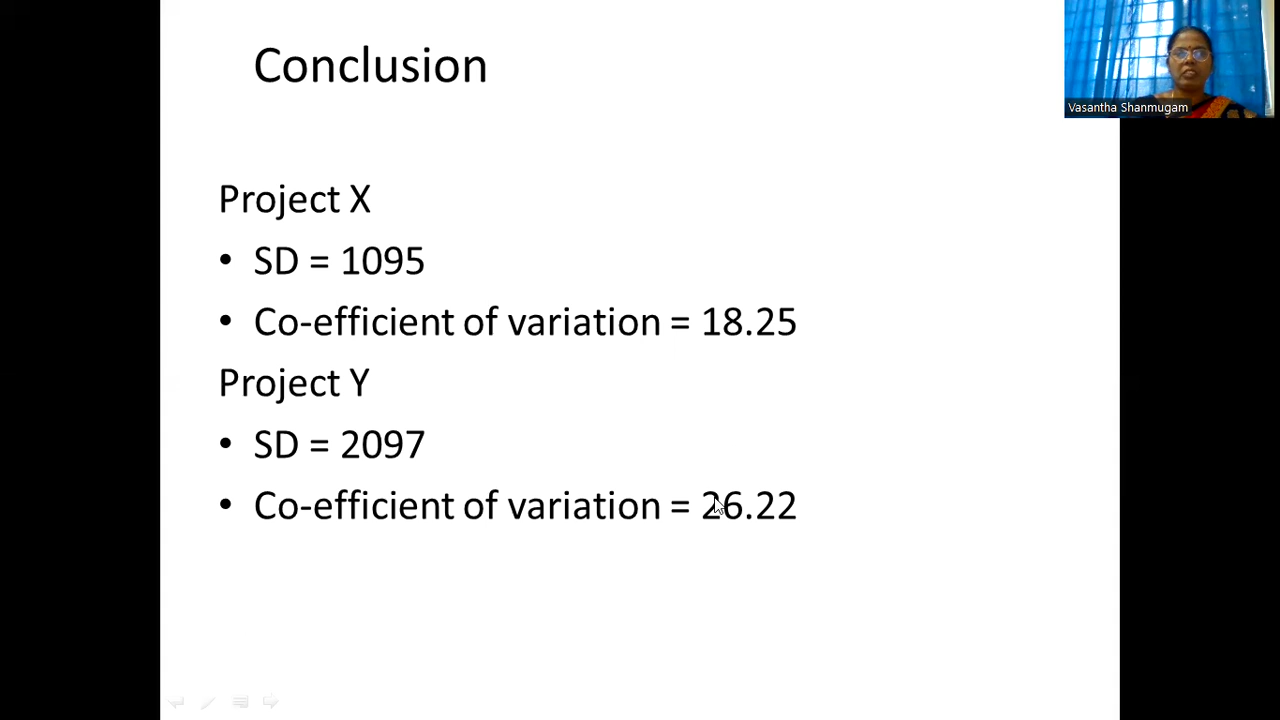 Conclusion
Vasantha Shanmugam
Project X
• SD = 1095
• Co-efficient of variation = 18.25
Project Y
• SD = 2097
• Co-efficient of variation = 26.22